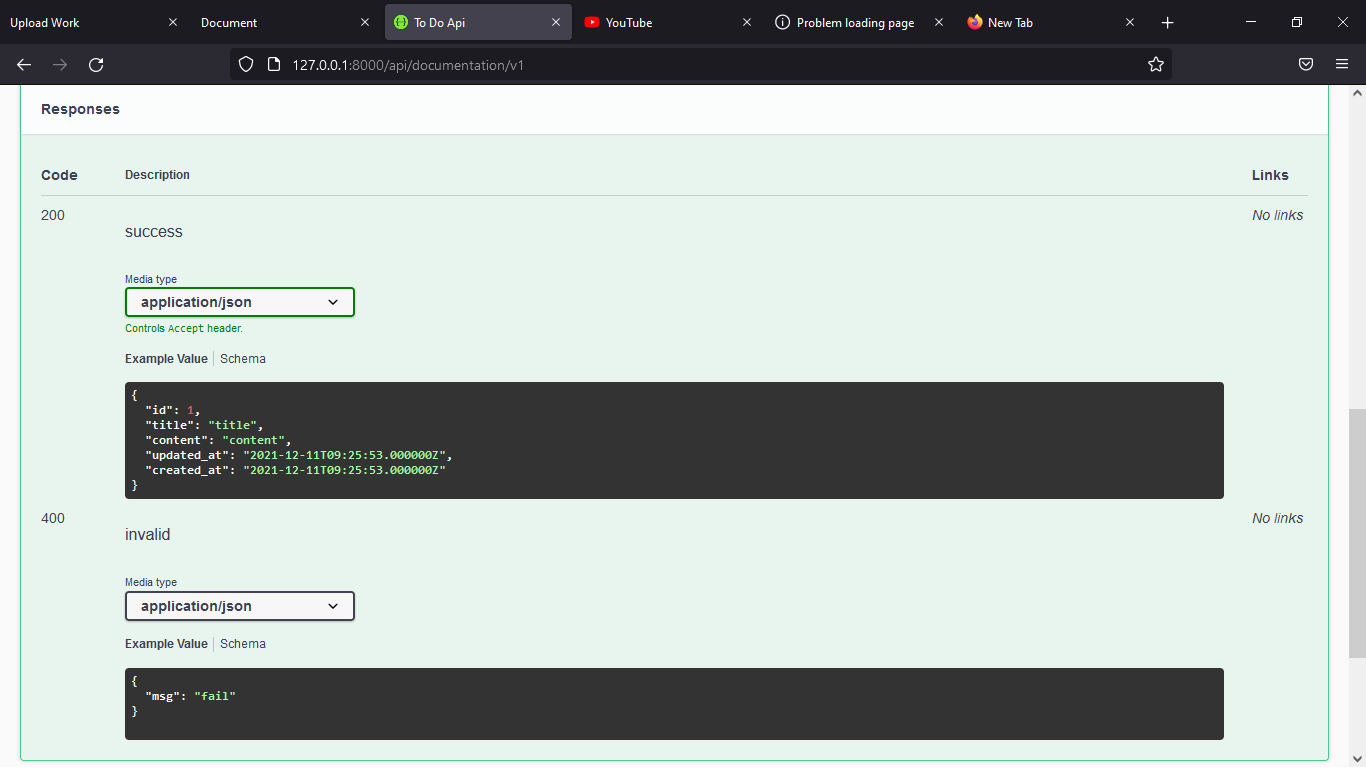 Upload Work
Document
To Do Api
YouTube
Problem loading page
New Tab
127.0.0.1:8000/api/documentation/v1
Responses
Code Description Links
200 No links
success
Media type
application/json
Controls Accept header.
Example Value Schema
{
"id": 1,
"title": "title",
"content": "content",
"updated_at": "2021-12-11T09:25:53.000000Z",
"created_at": "2021-12-11T09:25:53.000000Z"
}
400 No links
invalid
Media type
application/json
Example Value Schema
{
"msg": "fail"
}